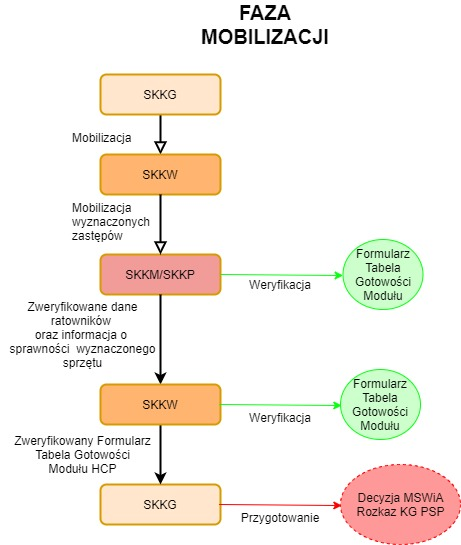 FAZA
MOBILIZACJI
SKKG
Mobilizacja
SKKW
Mobilizacja
wyznaczonych
zastępów
SKKM/SKKP
Weryfikacja
Formularz
Tabela
Gotowości
Modułu
Zweryfikowane dane
ratowników
oraz informacja o
sprawności wyznaczonego
sprzętu
SKKW
Weryfikacja
Formularz
Tabela
Gotowości
Modułu
Zweryfikowany Formularz
Tabela Gotowości
Modułu HCP
SKKG
Przygotowanie
Decyzja MSWiA
Rozkaz KG PSP